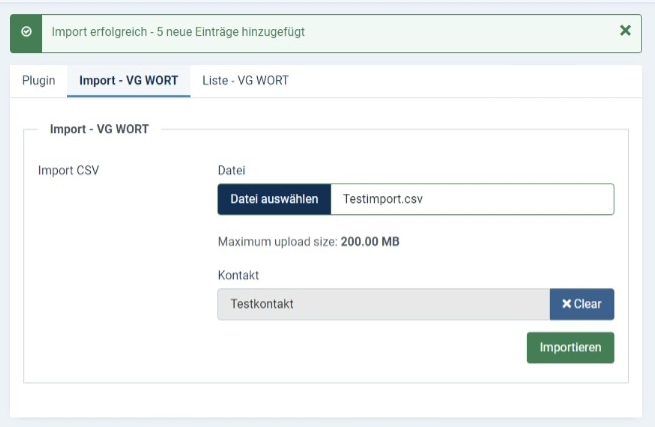 Import erfolgreich - 5 neue Einträge hinzugefügt
Plugin Import - VG WORT Liste - VG WORT
Import - VG WORT
Import CSV
Datei
Datei auswählen Testimport.csv
Maximum upload size: 200.00 MB
Kontakt
Testkontakt Clear
Importieren